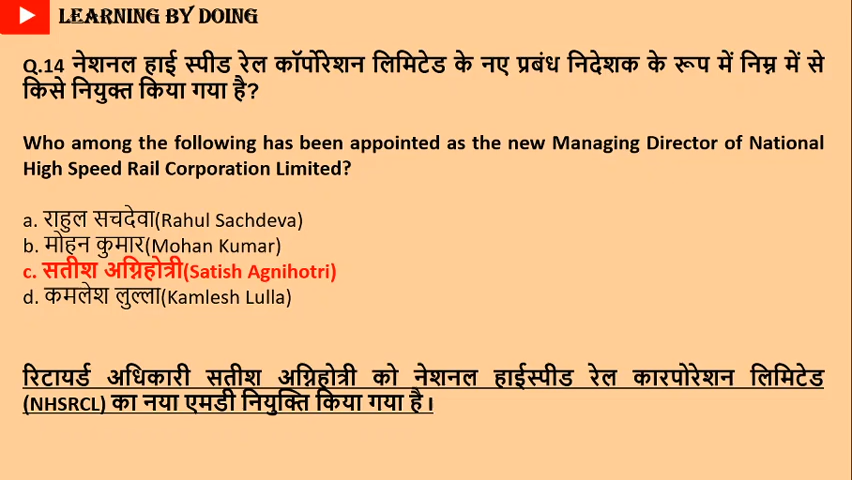 LEARNING BY DOING
Q.14 नेशनल हाई स्पीड रेल कॉर्पोरेशन लिमिटेड के नए प्रबंध निदेशक के रूप में निम्न में से
किसे नियुक्त किया गया है?
Who among the following has been appointed as the new Managing Director of National
High Speed Rail Corporation Limited?
a. राहुल सचदेवा(Rahul Sachdeva)
b. मोहन कुमार(Mohan Kumar)
c. सतीश अग्निहोत्री(Satish Agnihotri)
d. कमलेश लुल्ला(Kamlesh Lulla)
रिटायर्ड अधिकारी सतीश अग्निहोत्री को नेशनल हाईस्पीड रेल कारपोरेशन लिमिटेड
(NHSRCL) का नया एमडी नियुक्ति किया गया है।